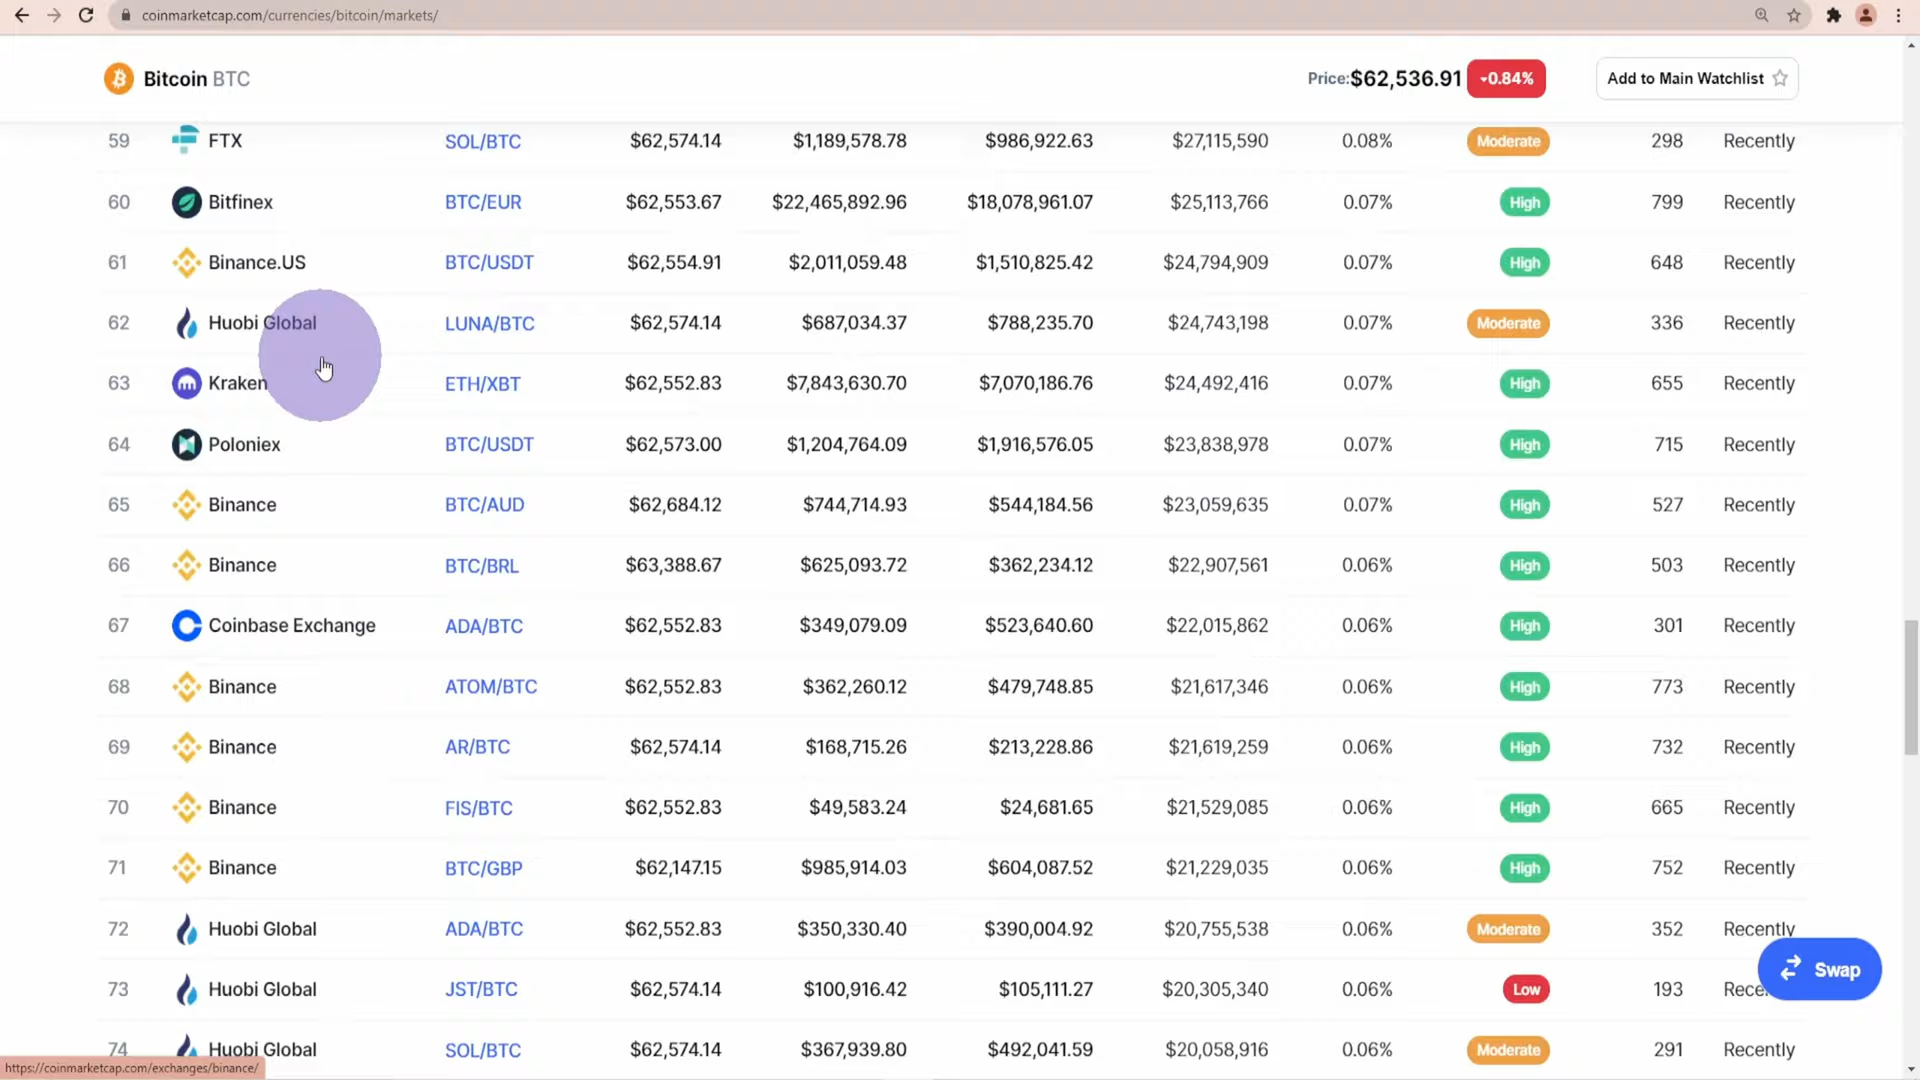 coinmarketcap.com/currencies/bitcoin/markets/
Bitcoin BTC Price:$62,536.91 -0.84% Add to Main Watchlist
59 FTX SOL/BTC $62,574.14 $1,189,578.78 $986,922.63 $27,115,590 0.08% Moderate 298 Recently
60 Bitfinex BTC/EUR $62,553.67 $22,465,892.96 $18,078,961.07 $25,113,766 0.07% High 799 Recently
61 Binance.US BTC/USDT $62,554.91 $2,011,059.48 $1,510,825.42 $24,794,909 0.07% High 648 Recently
62 Huobi Global LUNA/BTC $62,574.14 $687,034.37 $788,235.70 $24,743,198 0.07% Moderate 336 Recently
63 Kraken ETH/XBT $62,552.83 $7,843,630.70 $7,070,186.76 $24,492,416 0.07% High 655 Recently
64 Poloniex BTC/USDT $62,573.00 $1,204,764.09 $1,916,576.05 $23,838,978 0.07% High 715 Recently
65 Binance BTC/AUD $62,684.12 $744,714.93 $544,184.56 $23,059,635 0.07% High 527 Recently
66 Binance BTC/BRL $63,388.67 $625,093.72 $362,234.12 $22,907,561 0.06% High 503 Recently
67 Coinbase Exchange ADA/BTC $62,552.83 $349,079.09 $523,640.60 $22,015,862 0.06% High 301 Recently
68 Binance ATOM/BTC $62,552.83 $362,260.12 $479,748.85 $21,617,346 0.06% High 773 Recently
69 Binance AR/BTC $62,574.14 $168,715.26 $213,228.86 $21,619,259 0.06% High 732 Recently
70 Binance FIS/BTC $62,552.83 $49,583.24 $24,681.65 $21,529,085 0.06% High 665 Recently
71 Binance BTC/GBP $62,147.15 $985,914.03 $604,087.52 $21,229,035 0.06% High 752 Recently
72 Huobi Global ADA/BTC $62,552.83 $350,330.40 $390,004.92 $20,755,538 0.06% Moderate 352 Recently
73 Huobi Global JST/BTC $62,574.14 $100,916.42 $105,111.27 $20,305,340 0.06% Low 193 Rece
Swap
74 Huobi Global SOL/BTC $62,574.14 $367,939.80 $492,041.59 $20,058,916 0.06% Moderate 291 Recently
https://coinmarketcap.com/exchanges/binance/